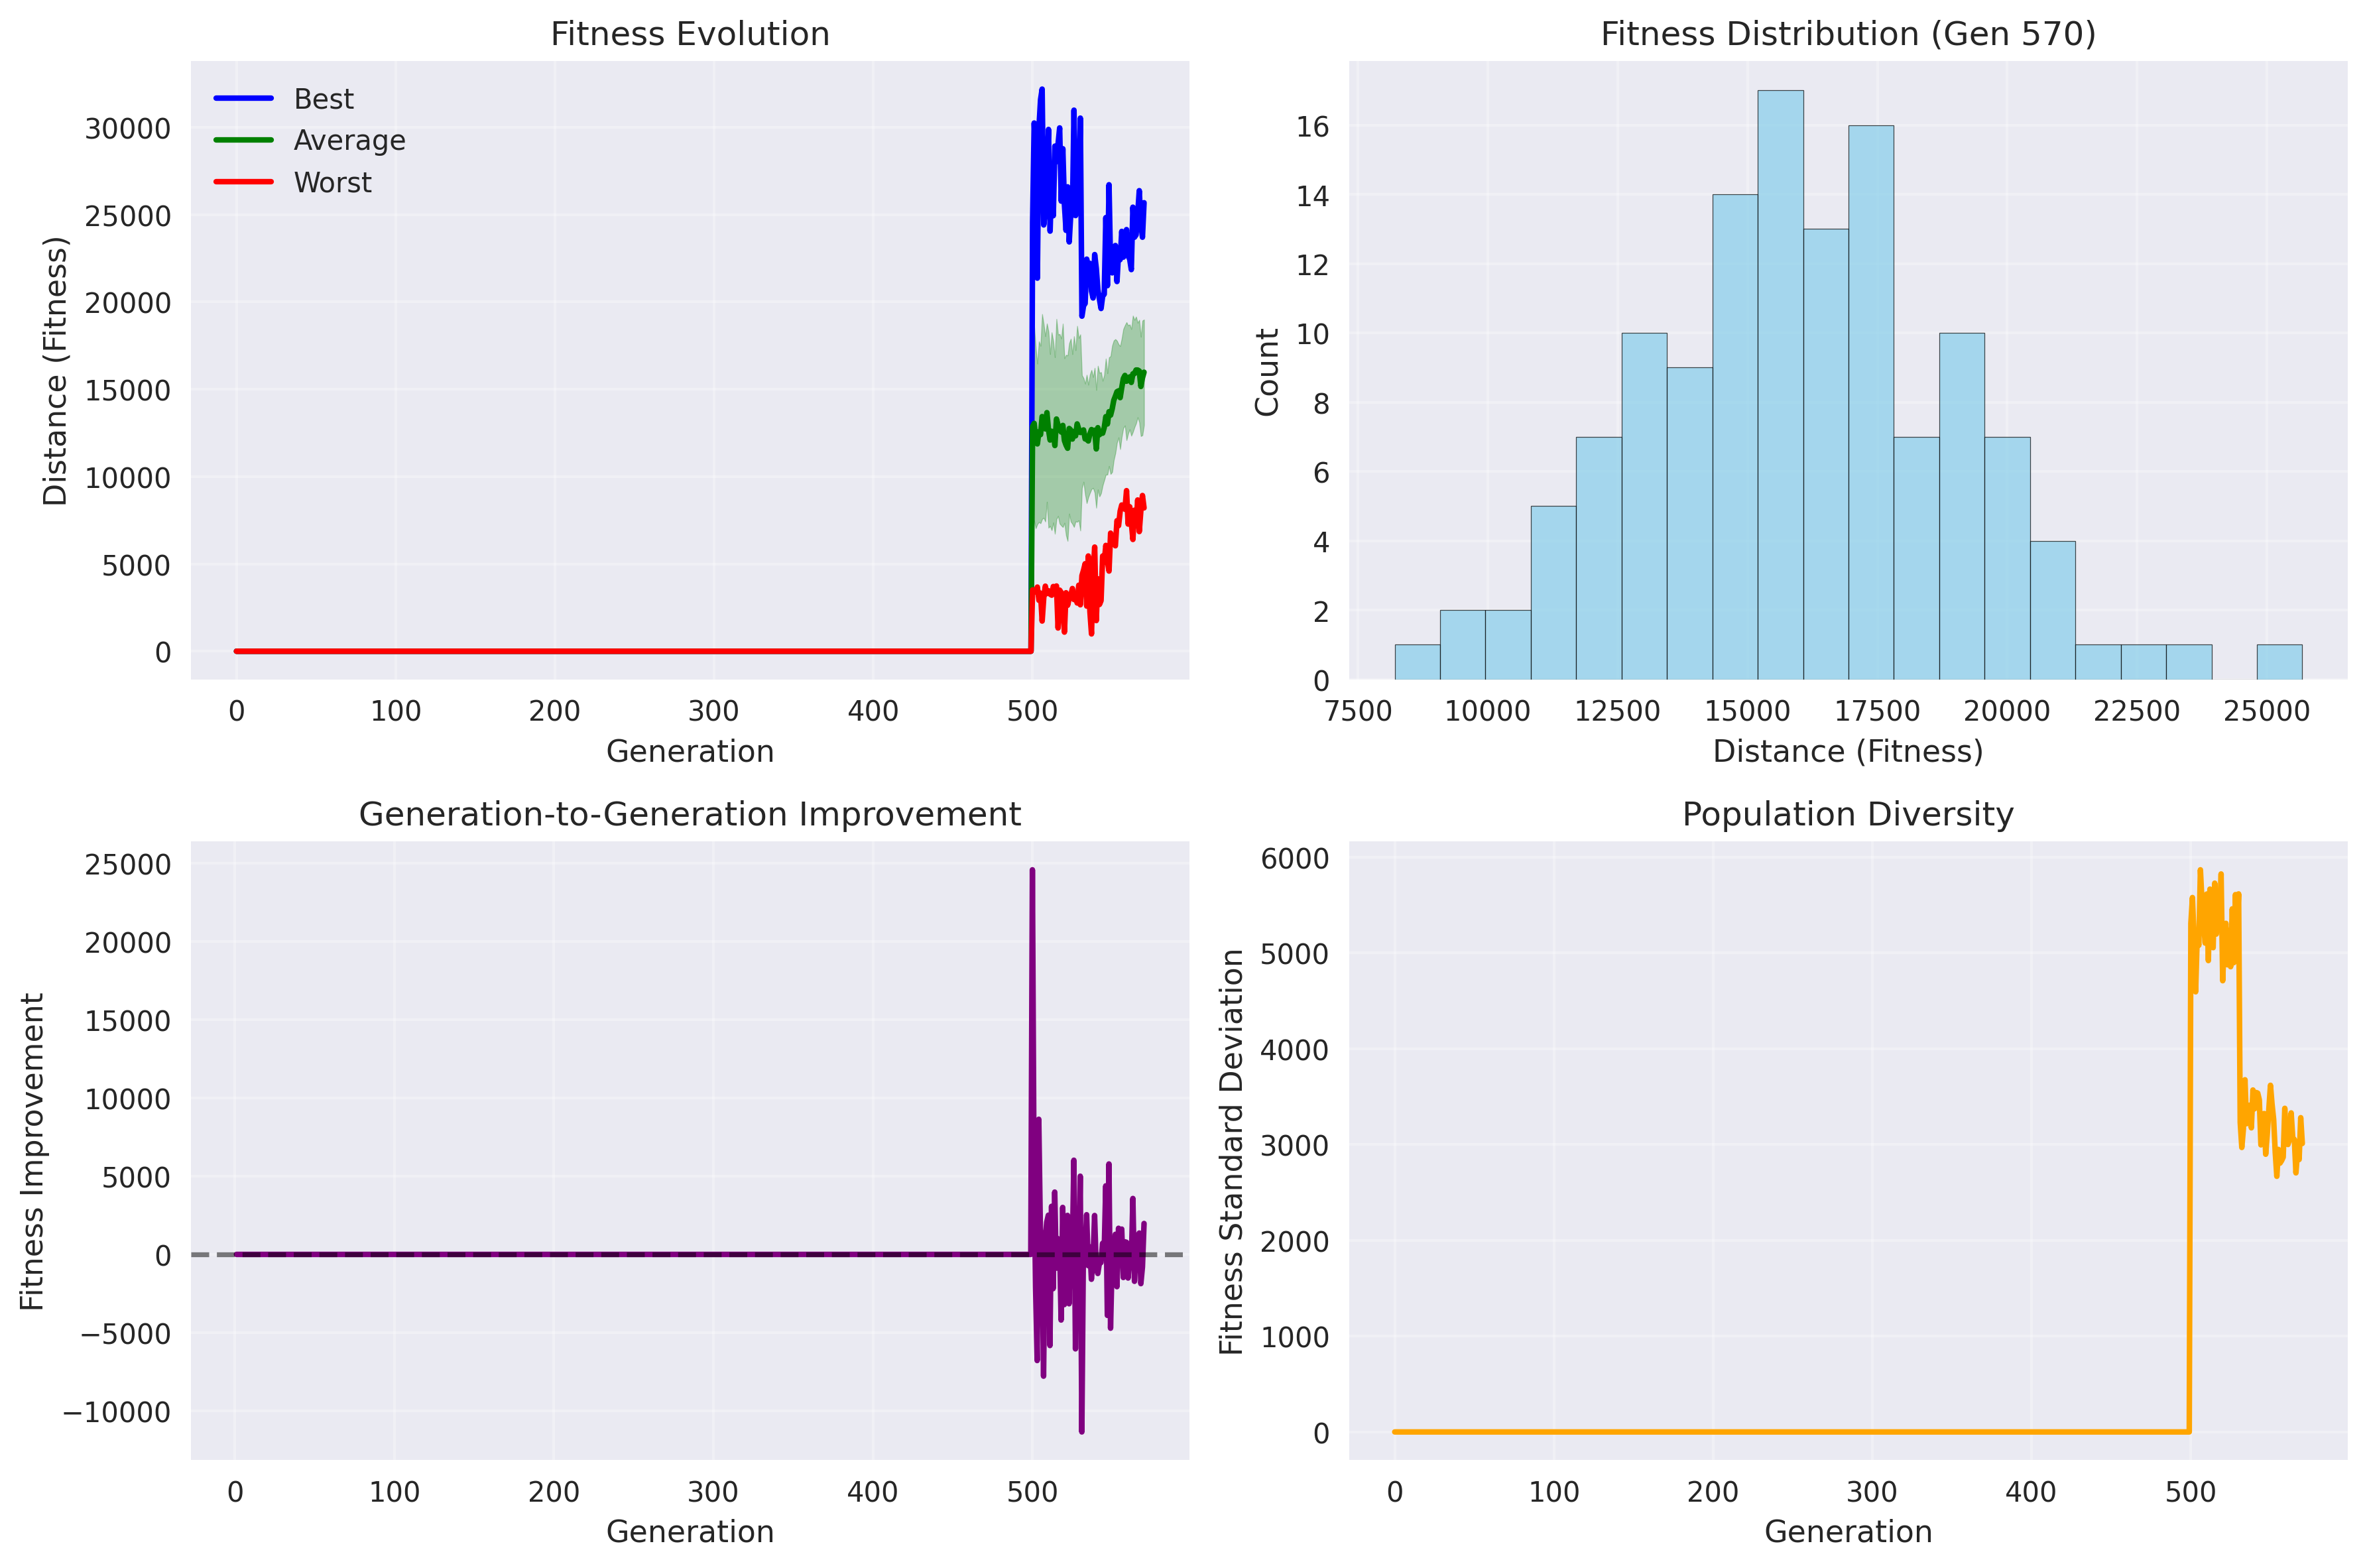 Fitness Evolution
Distance (Fitness)
30000
25000
20000
15000
10000
5000
0
Best
Average
Worst
0 100 200 300 400 500
Generation
Fitness Distribution (Gen 570)
Count
16
14
12
10
8
6
4
2
0
7500 10000 12500 15000 17500 20000 22500 25000
Distance (Fitness)
Generation-to-Generation Improvement
Fitness Improvement
25000
20000
15000
10000
5000
0
−5000
−10000
0 100 200 300 400 500
Generation
Population Diversity
Fitness Standard Deviation
6000
5000
4000
3000
2000
1000
0
0 100 200 300 400 500
Generation